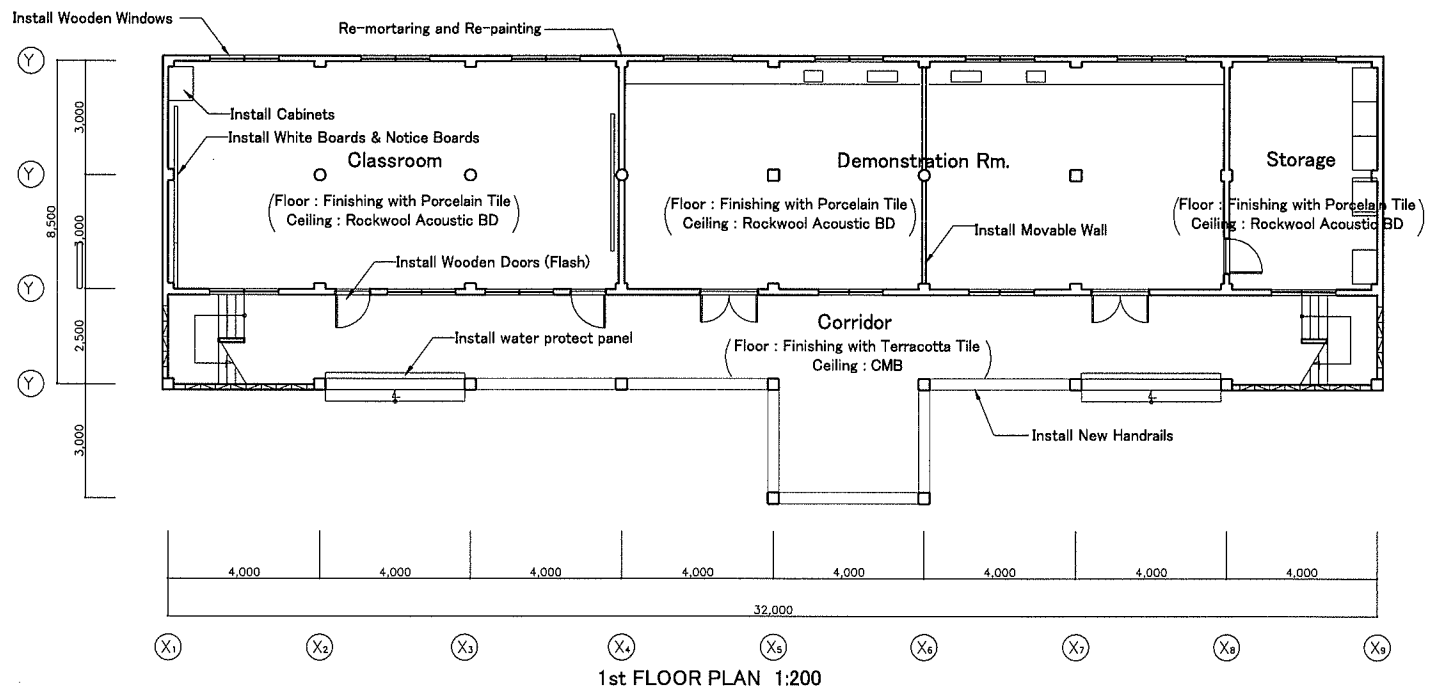 Install Wooden Windows
Re-mortaring and Re-painting
Y
3,000
Install Cabinets
Install White Boards & Notice Boards
Classroom
Demonstration Rm.
Storage
Y
(Floor : Finishing with Porcelain Tile
Ceiling : Rockwool Acoustic BD)
(Floor : Finishing with Porcelain Tile
Ceiling : Rockwool Acoustic BD)
(Floor : Finishing with Porcelain Tile
Ceiling : Rockwool Acoustic BD)
8,500
3,000
Install Movable Wall
Install Wooden Doors (Flash)
Y
Corridor
2,500
Install water protect panel
(Floor : Finishing with Terracotta Tile
Ceiling : CMB)
Y
Install New Handrails
3,000
4,000 4,000 4,000 4,000 4,000 4,000 4,000 4,000
32,000
X1 X2 X3 X4 X5 X6 X7 X8 X9
1st FLOOR PLAN 1:200